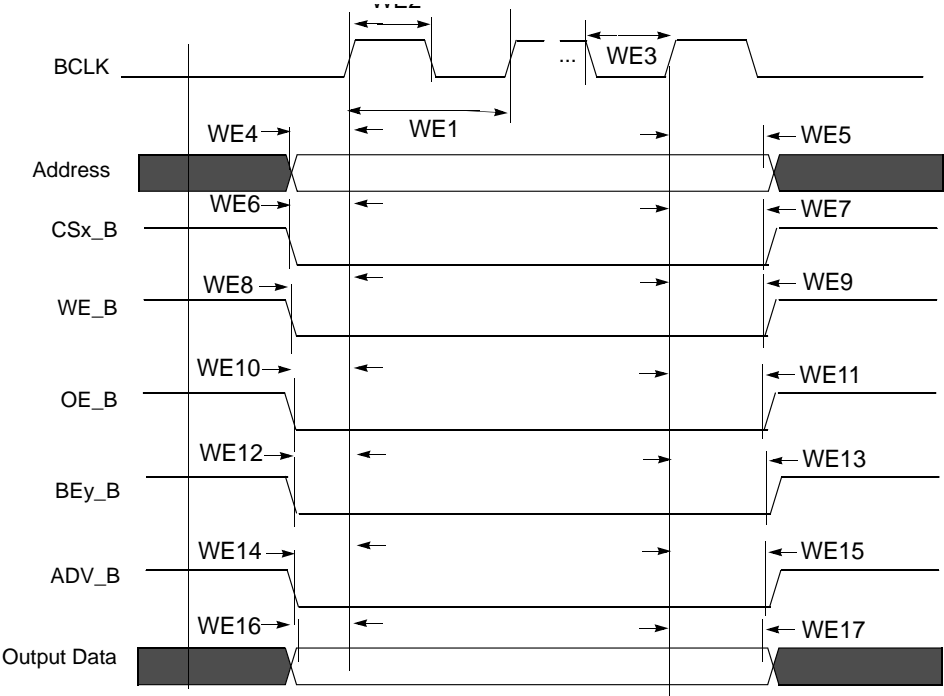 WE2
BCLK
...
WE3
WE1
WE4
WE5
Address
WE6
WE7
CSx_B
WE8
WE9
WE_B
WE10
WE11
OE_B
WE12
WE13
BEy_B
WE14
WE15
ADV_B
WE16
WE17
Output Data